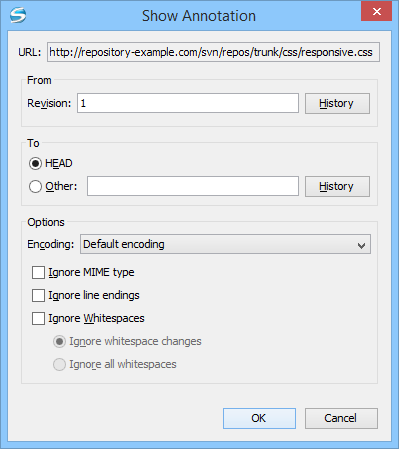 Show Annotation
URL: http://repository-example.com/svn/repos/trunk/css/responsive.css
From
Revision: 1 History
To
HEAD
Other: History
Options
Encoding: Default encoding
Ignore MIME type
Ignore line endings
Ignore Whitespaces
Ignore whitespace changes
Ignore all whitespaces
OK Cancel